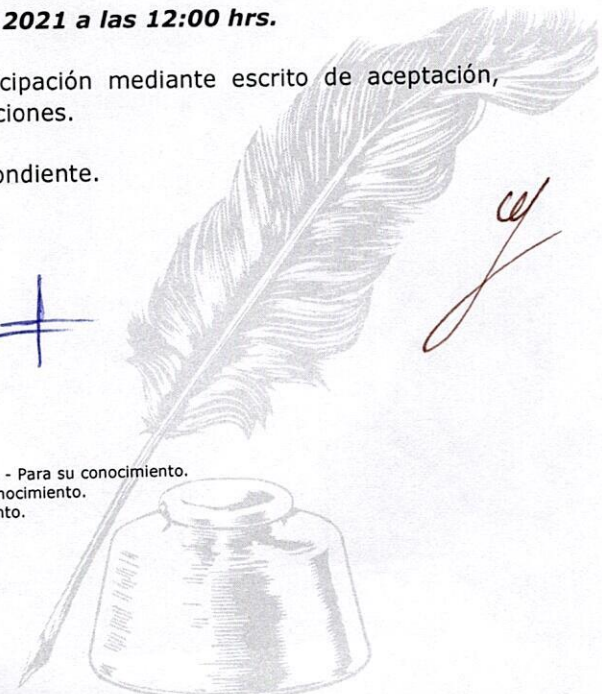 2021 a las 12:00 hrs.
cipación mediante escrito de aceptación,
ciones.
ondiente.
- Para su conocimiento.
nocimiento.
nto.